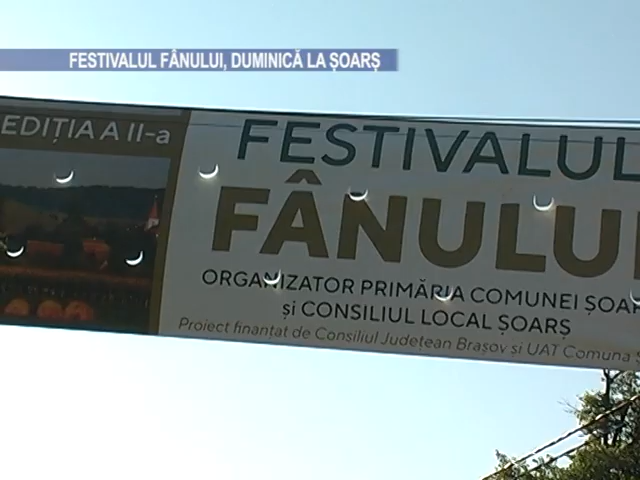 FESTIVALUL FÂNULUI, DUMINICĂ LA ȘOARȘ
EDIȚIA A II-a
FESTIVALUL
FÂNULUI
ORGANIZATOR PRIMĂRIA COMUNEI ȘOAR
și CONSILIUL LOCAL ȘOARȘ
Proiect finanțat de Consiliul Județean Brașov și UAT Comuna